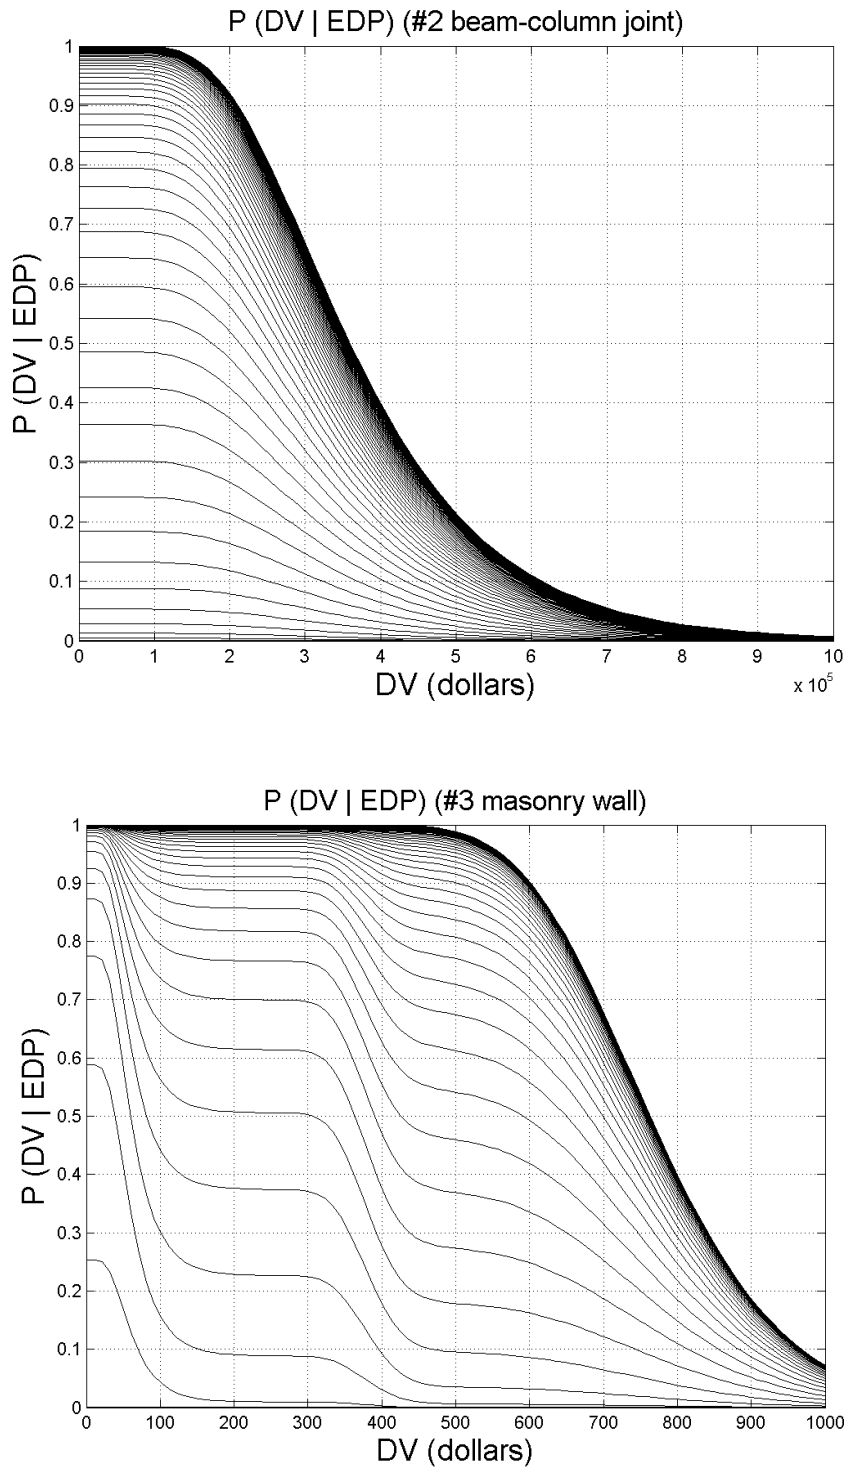 P (DV | EDP) (#2 beam-column joint)
1
0.9
0.8
0.7
0.6
0.5
0.4
0.3
0.2
0.1
0
P (DV | EDP)
0 1 2 3 4 5 6 7 8 9 10
DV (dollars)
x 10^5
P (DV | EDP) (#3 masonry wall)
1
0.9
0.8
0.7
0.6
0.5
0.4
0.3
0.2
0.1
0
P (DV | EDP)
0 100 200 300 400 500 600 700 800 900 1000
DV (dollars)